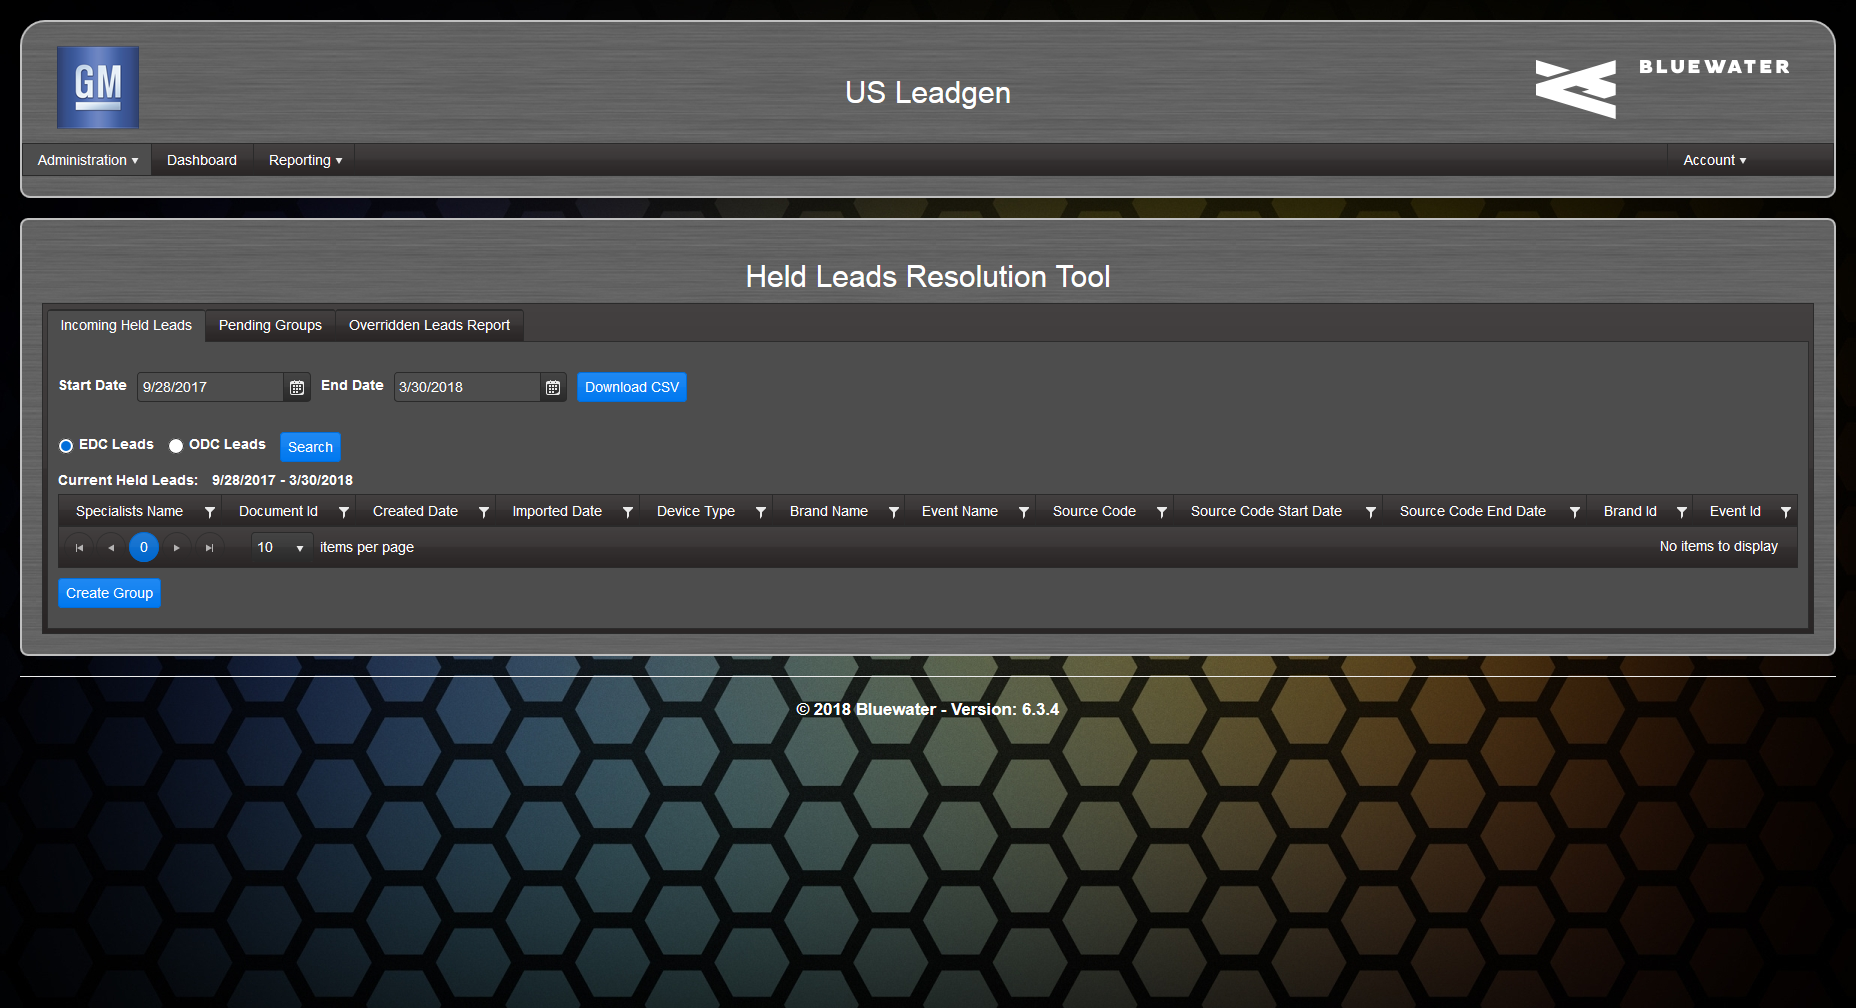 GM
BLUEWATER
US Leadgen
Administration Dashboard Reporting Account
Held Leads Resolution Tool
Incoming Held Leads Pending Groups Overridden Leads Report
Start Date 9/28/2017 End Date 3/30/2018 Download CSV
EDC Leads ODC Leads Search
Current Held Leads: 9/28/2017 - 3/30/2018
Specialists Name Document Id Created Date Imported Date Device Type Brand Name Event Name Source Code Source Code Start Date Source Code End Date Brand Id Event Id
0 10 items per page No items to display
Create Group
© 2018 Bluewater - Version: 6.3.4